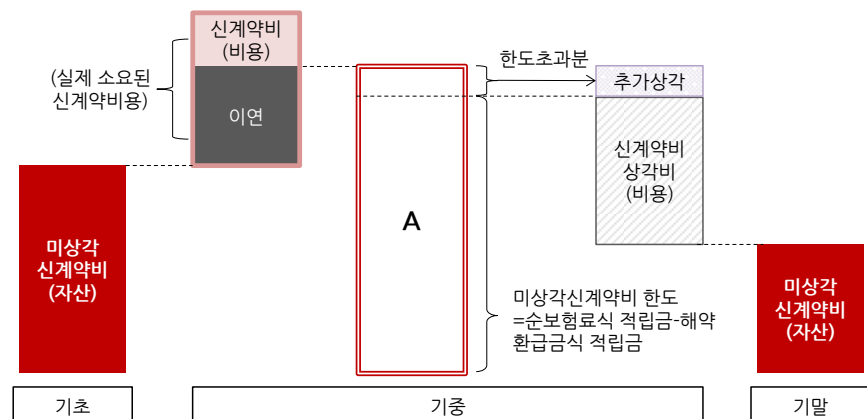 신계약비
(비용)
(실제 소요된
신계약비용)
이연
한도초과분
추가상각
신계약비
상각비
(비용)
A
미상각
신계약비
(자산)
미상각신계약비 한도
=순보험료식 적립금-해약
환급금식 적립금
미상각
신계약비
(자산)
기초
기중
기말